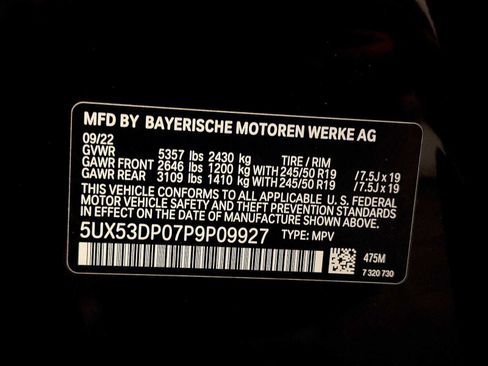 MFD BY BAYERISCHE MOTOREN WERKE AG
09/22
GVWR 5357 lbs 2430 kg TIRE / RIM
GAWR FRONT 2646 lbs 1200 kg WITH 245/50 R19 / 7.5J x 19
GAWR REAR 3109 lbs 1410 kg WITH 245/50 R19 / 7.5J x 19
THIS VEHICLE CONFORMS TO ALL APPLICABLE U. S. FEDERAL
MOTOR VEHICLE SAFETY AND THEFT PREVENTION STANDARDS
IN EFFECT ON THE DATE OF MANUFACTURE SHOWN ABOVE.
5UX53DP07P9P09927 TYPE: MPV
475M
7 320 730